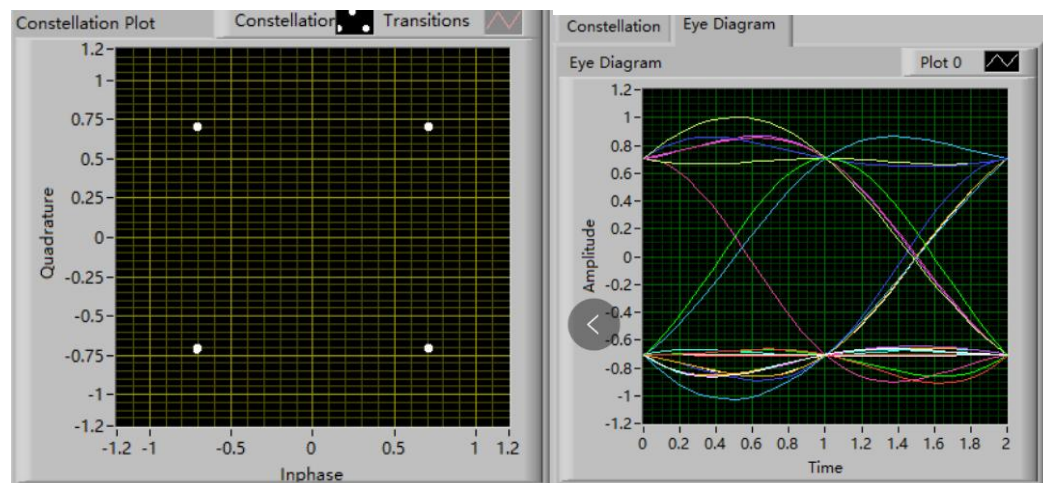 Constellation Plot
Constellation
Transitions
1.2
1
0.75
0.5
0.25
0
-0.25
-0.5
-0.75
-1
-1.2
Quadrature
-1.2 -1 -0.5 0 0.5 1 1.2
Inphase
Constellation
Eye Diagram
Eye Diagram
Plot 0
1.2
1
0.8
0.6
0.4
0.2
0
-0.2
-0.4
-0.6
-0.8
-1
-1.2
Amplitude
0 0.2 0.4 0.6 0.8 1 1.2 1.4 1.6 1.8 2
Time